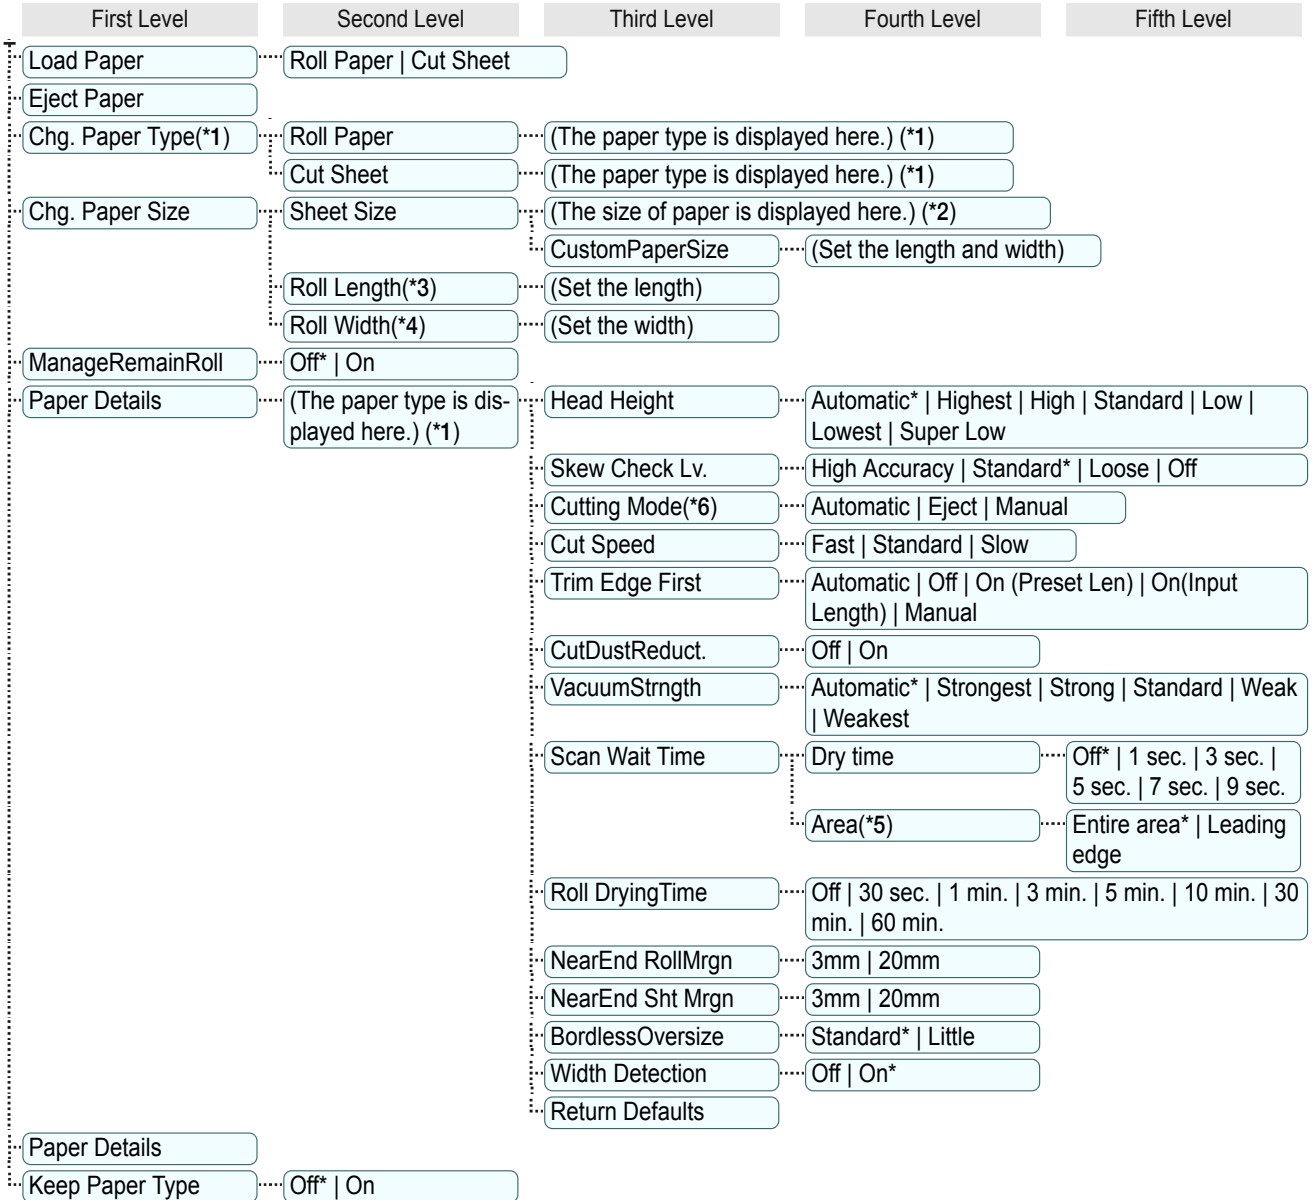 First Level Second Level Third Level Fourth Level Fifth Level
Load Paper Roll Paper | Cut Sheet
Eject Paper
Chg. Paper Type(*1) Roll Paper (The paper type is displayed here.) (*1)
Cut Sheet (The paper type is displayed here.) (*1)
Chg. Paper Size Sheet Size (The size of paper is displayed here.) (*2)
CustomPaperSize (Set the length and width)
Roll Length(*3) (Set the length)
Roll Width(*4) (Set the width)
ManageRemainRoll Off* | On
Paper Details (The paper type is dis-
played here.) (*1)
Head Height Automatic* | Highest | High | Standard | Low |
Lowest | Super Low
Skew Check Lv. High Accuracy | Standard* | Loose | Off
Cutting Mode(*6) Automatic | Eject | Manual
Cut Speed Fast | Standard | Slow
Trim Edge First Automatic | Off | On (Preset Len) | On(Input
Length) | Manual
CutDustReduct. Off | On
VacuumStrngth Automatic* | Strongest | Strong | Standard | Weak
| Weakest
Scan Wait Time Dry time Off* | 1 sec. | 3 sec. |
5 sec. | 7 sec. | 9 sec.
Area(*5) Entire area* | Leading
edge
Roll DryingTime Off | 30 sec. | 1 min. | 3 min. | 5 min. | 10 min. | 30
min. | 60 min.
NearEnd RollMrgn 3mm | 20mm
NearEnd Sht Mrgn 3mm | 20mm
BordlessOversize Standard* | Little
Width Detection Off | On*
Return Defaults
Paper Details
Keep Paper Type Off* | On